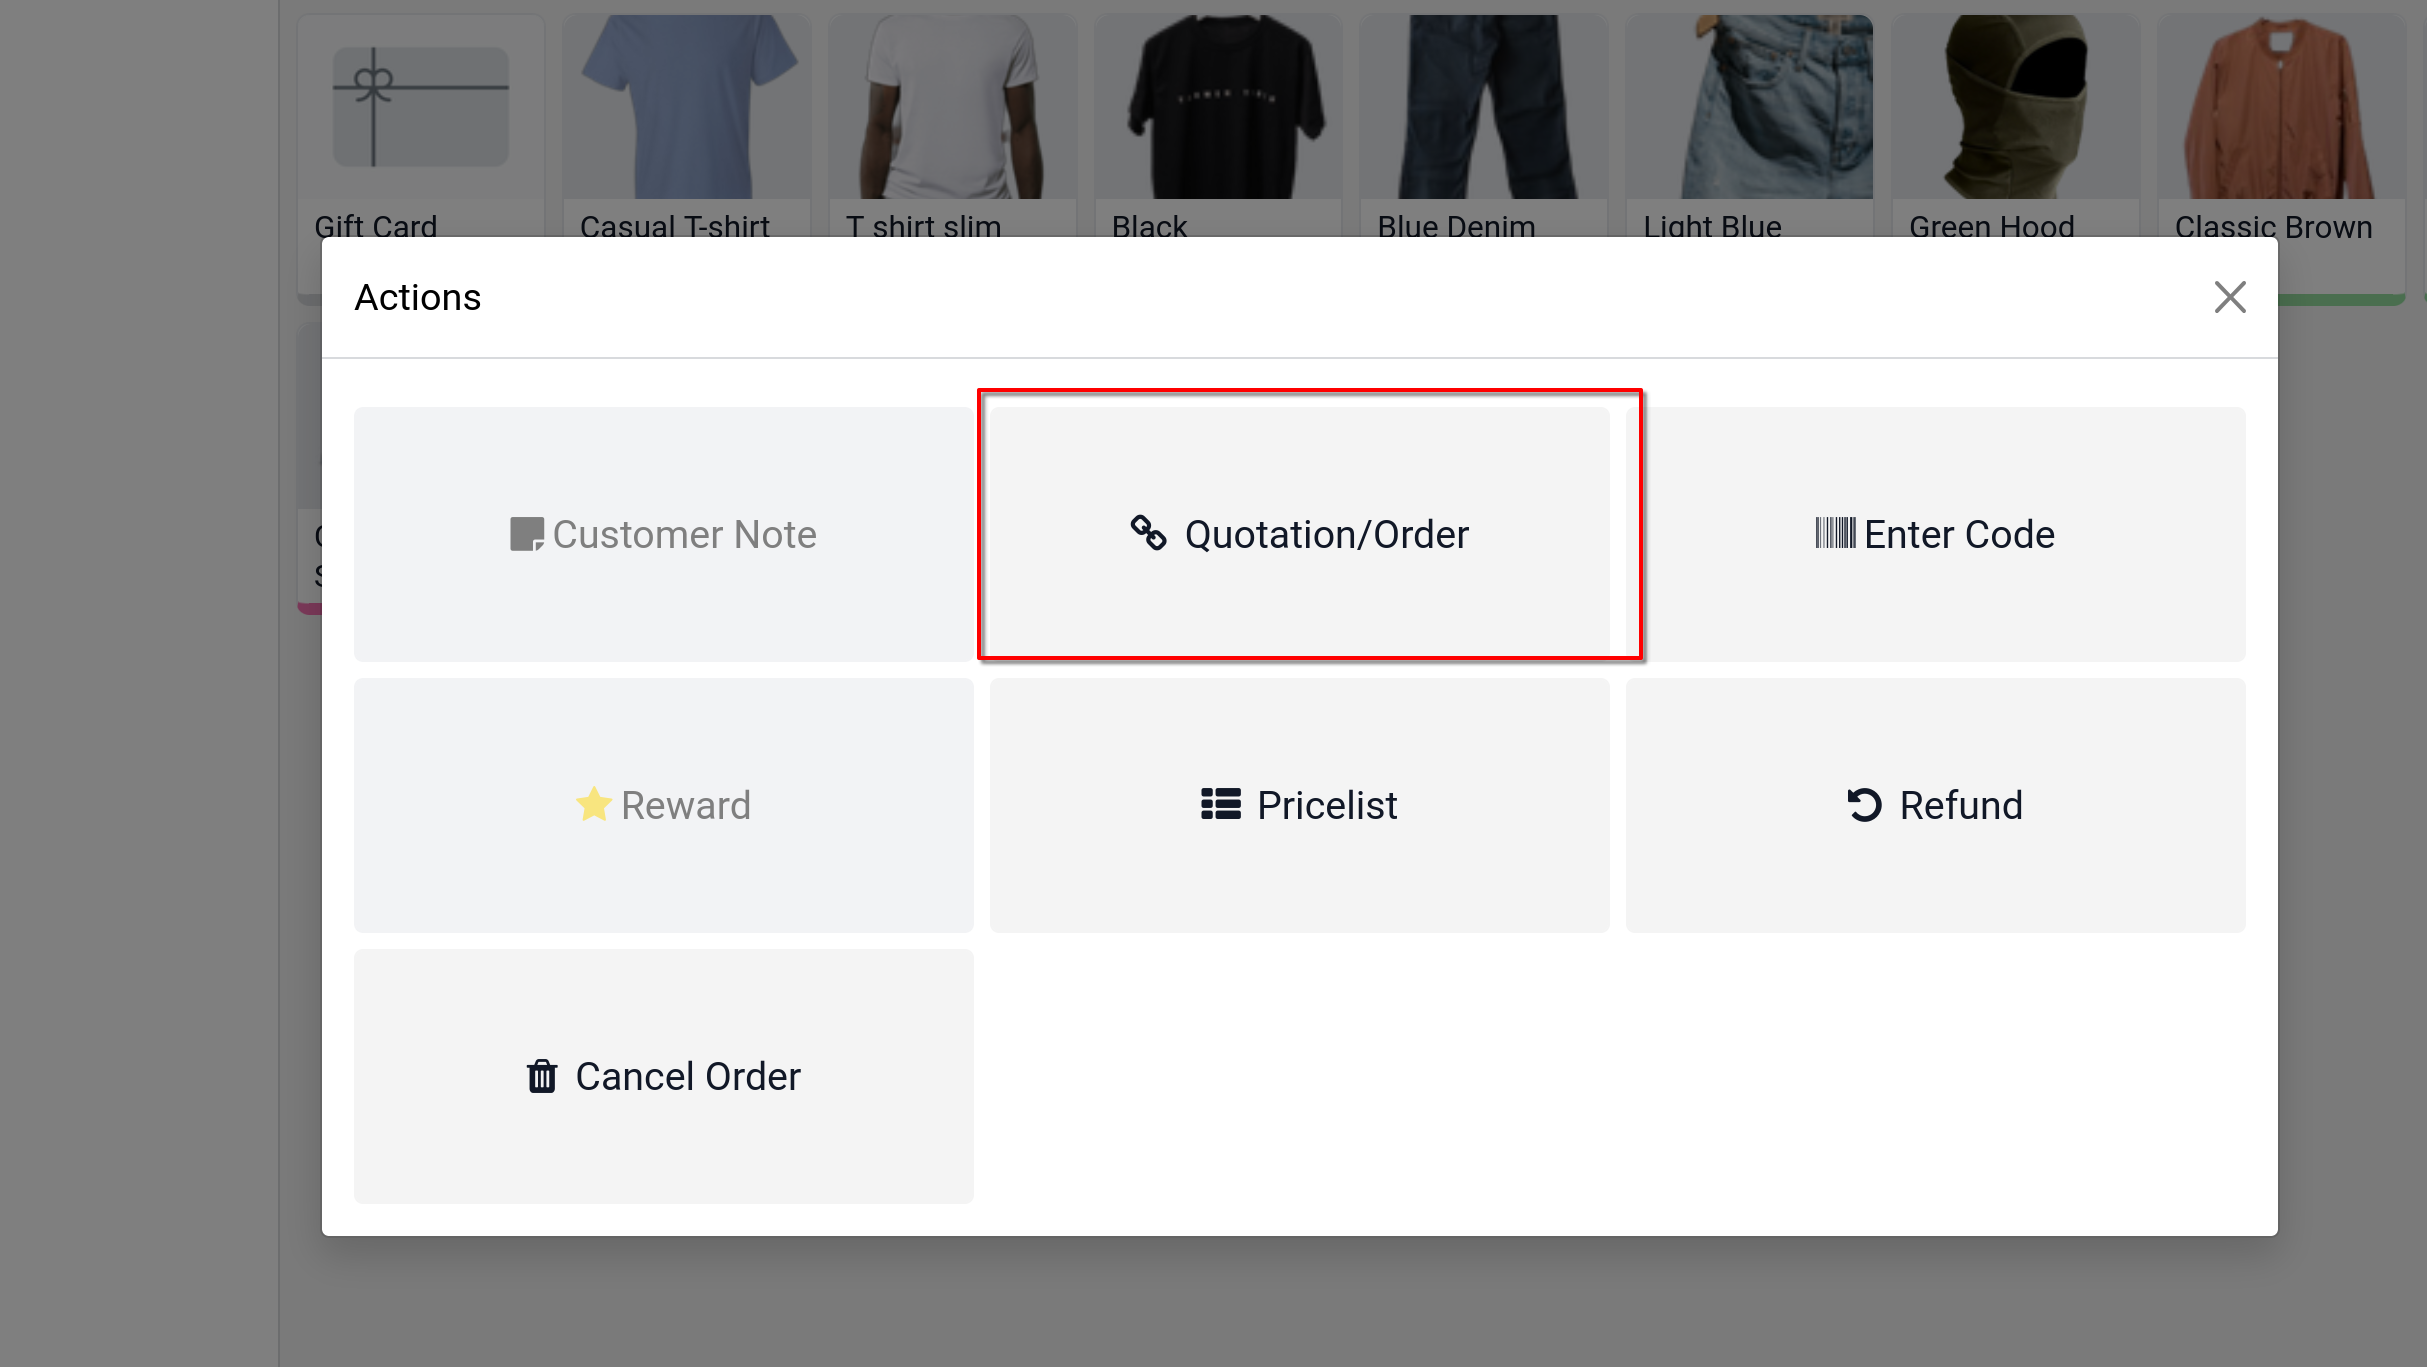 Gift Card
Casual T-shirt
T shirt slim
Black
Blue Denim
Light Blue
Green Hood
Classic Brown
Actions
Customer Note
Quotation/Order
Enter Code
Reward
Pricelist
Refund
Cancel Order